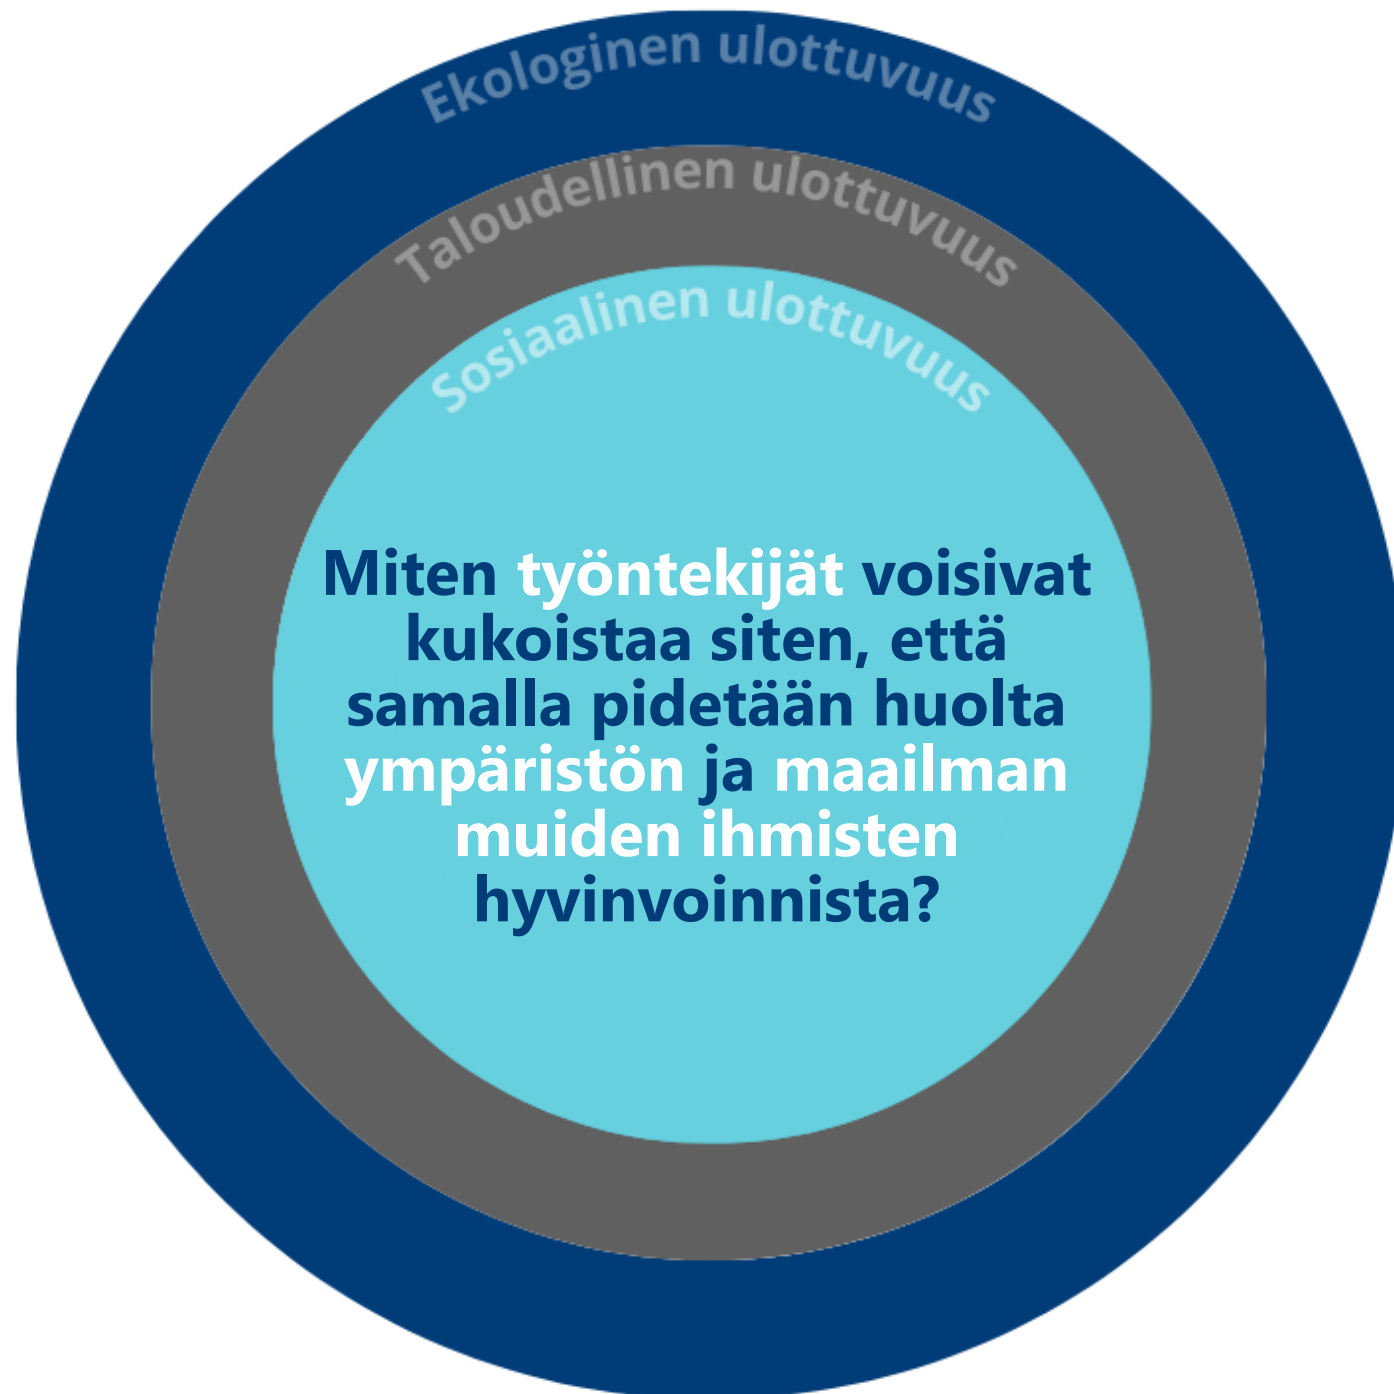 Ekologinen ulottuvuus
Taloudellinen ulottuvuus
Sosiaalinen ulottuvuus
Miten työntekijät voisivat
kukoistaa siten, että
samalla pidetään huolta
ympäristön ja maailman
muiden ihmisten
hyvinvoinnista?